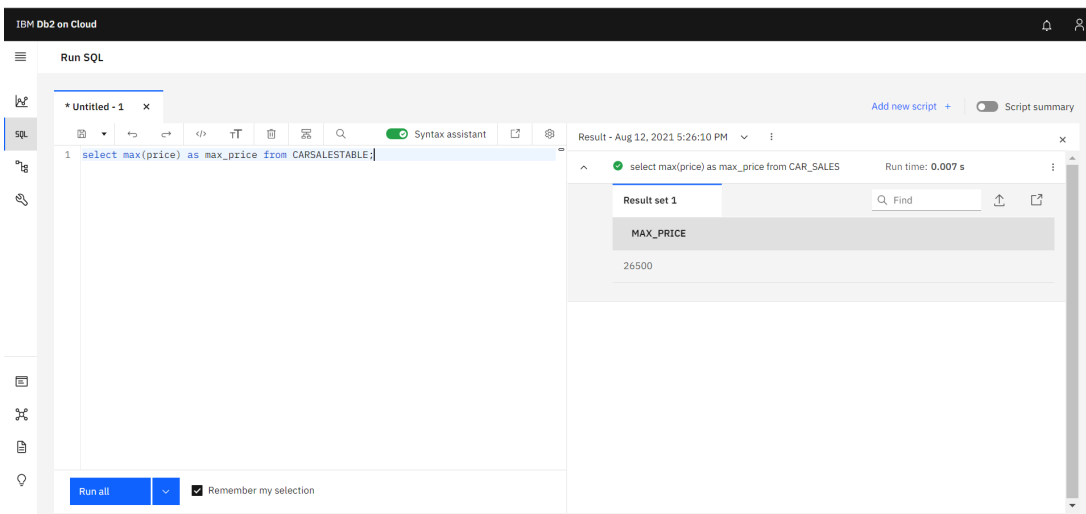 IBM Db2 on Cloud
Run SQL
* Untitled - 1 ×
Add new script +
Script summary
SQL
</> TT Syntax assistant
Result - Aug 12, 2021 5:26:10 PM
1 select max(price) as max_price from CARSALESTABLE;
select max(price) as max_price from CAR_SALES Run time: 0.007 s
Result set 1
Find
MAX_PRICE
26500
Run all
Remember my selection